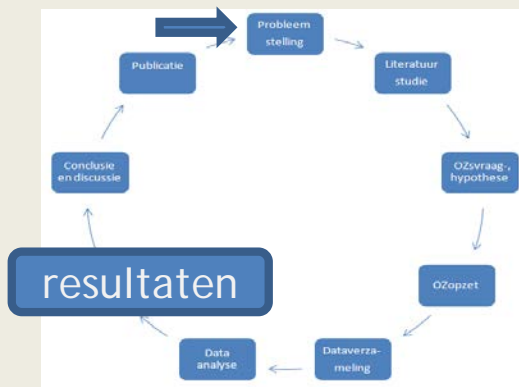 Probleem
stelling
Literatuur
studie
OZsvraag-,
hypothese
OZopzet
Dataverza-
meling
Data
analyse
resultaten
Conclusie
en discussie
Publicatie